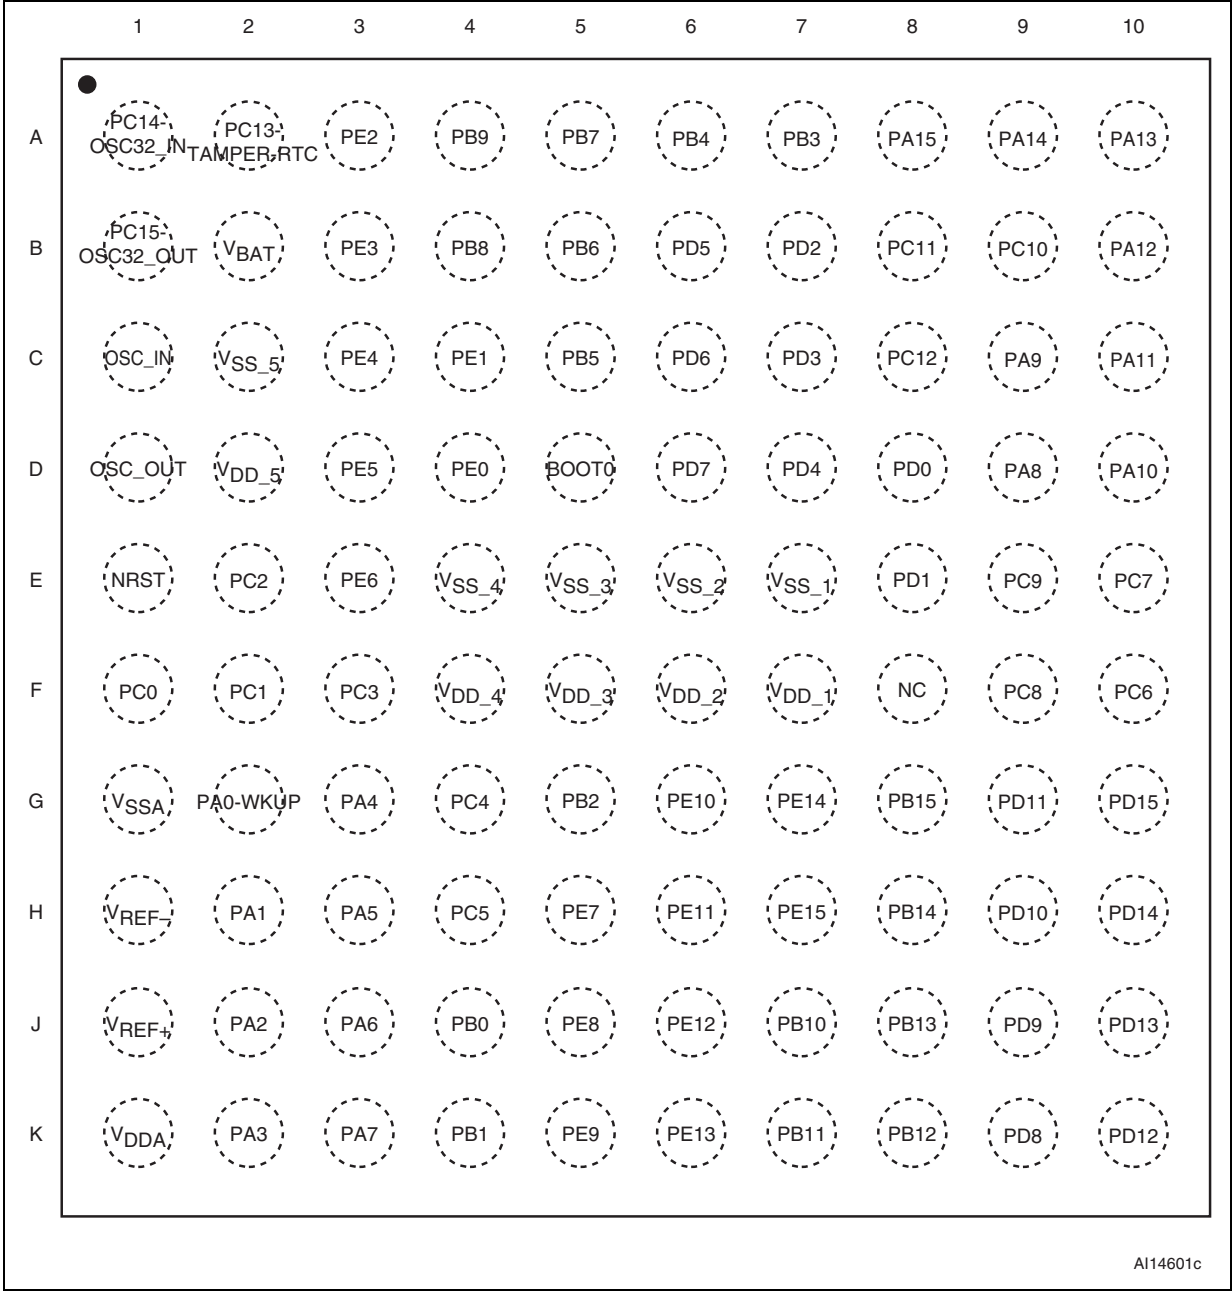 1 2 3 4 5 6 7 8 9 10
A PC14-OSC32_IN PC13-TAMPER-RTC PE2 PB9 PB7 PB4 PB3 PA15 PA14 PA13
B PC15-OSC32_OUT VBAT PE3 PB8 PB6 PD5 PD2 PC11 PC10 PA12
C OSC_IN VSS_5 PE4 PE1 PB5 PD6 PD3 PC12 PA9 PA11
D OSC_OUT VDD_5 PE5 PE0 BOOT0 PD7 PD4 PD0 PA8 PA10
E NRST PC2 PE6 VSS_4 VSS_3 VSS_2 VSS_1 PD1 PC9 PC7
F PC0 PC1 PC3 VDD_4 VDD_3 VDD_2 VDD_1 NC PC8 PC6
G VSSA PA0-WKUP PA4 PC4 PB2 PE10 PE14 PB15 PD11 PD15
H VREF– PA1 PA5 PC5 PE7 PE11 PE15 PB14 PD10 PD14
J VREF+ PA2 PA6 PB0 PE8 PE12 PB10 PB13 PD9 PD13
K VDDA PA3 PA7 PB1 PE9 PE13 PB11 PB12 PD8 PD12
AI14601c